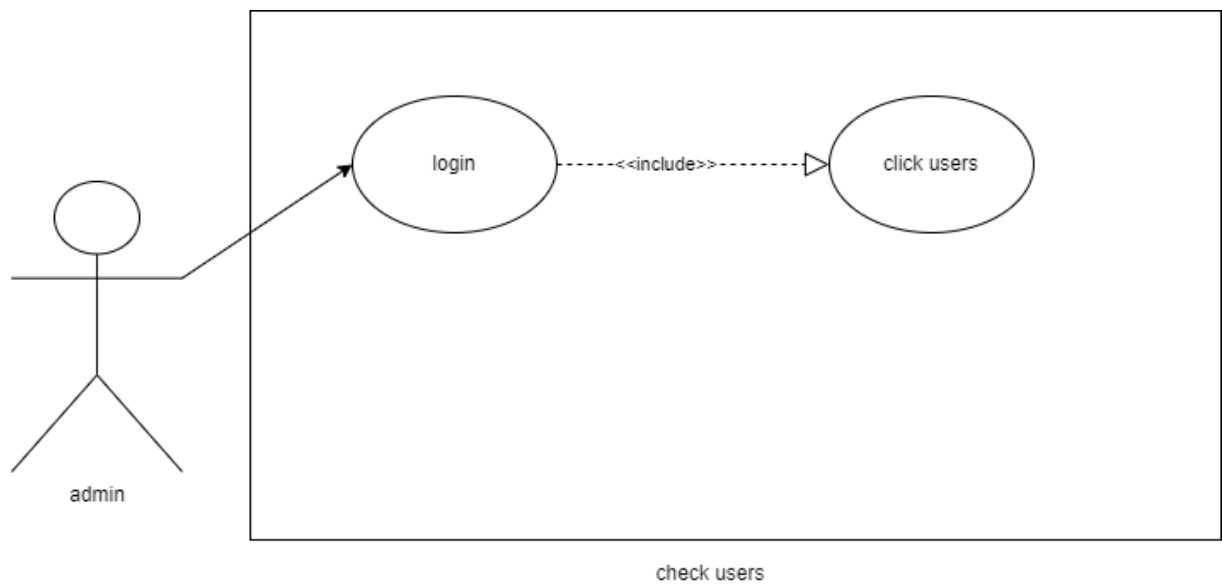 login
<<include>>
click users
admin
check users